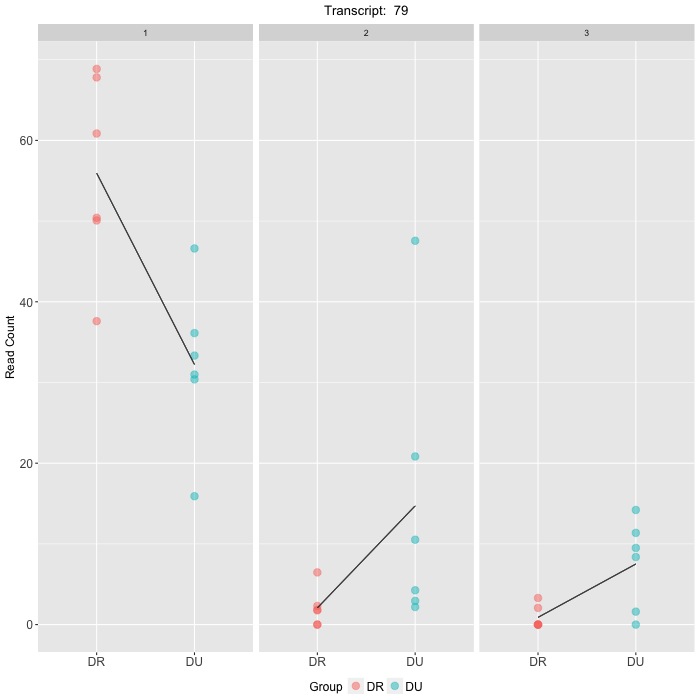 Transcript: 79
1 2 3
Read Count
60
40
20
0
DR DU DR DU DR DU
Group DR DU